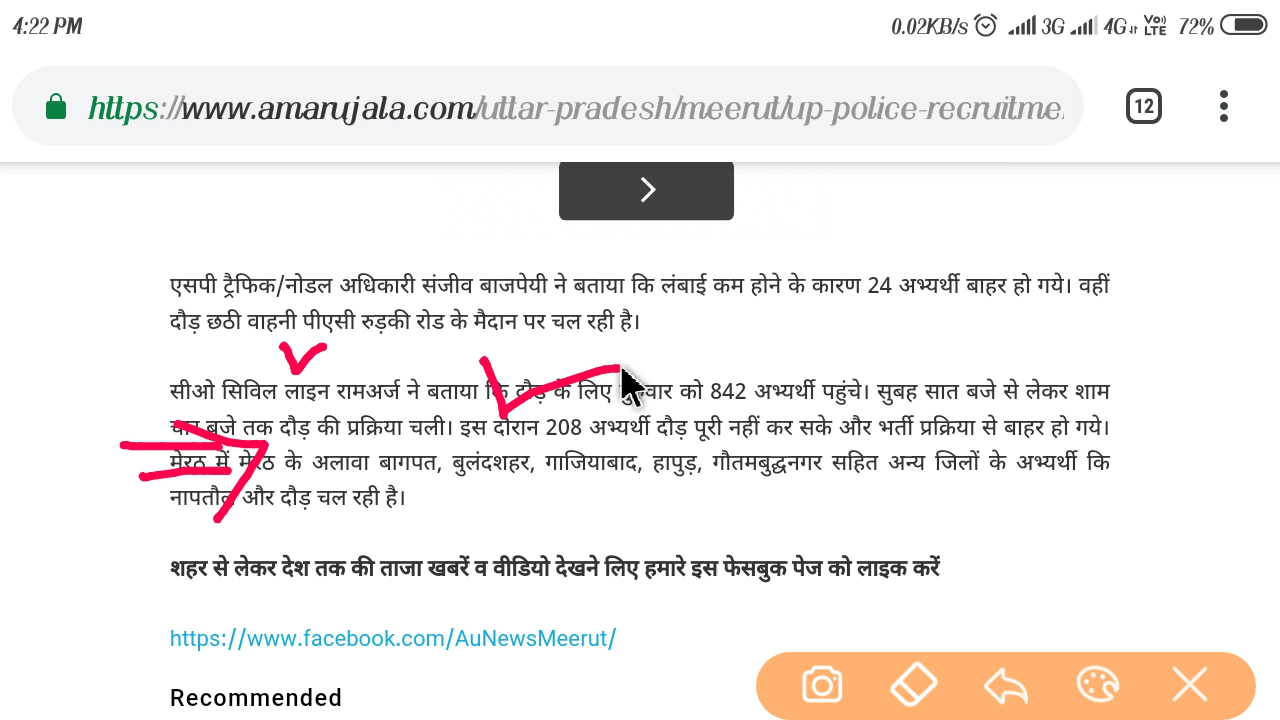 4:22 PM 0.02KB/s 3G 4G VoLTE 72%
https://www.amarujala.com/uttar-pradesh/meerut/up-police-recruitme
12
एसपी ट्रैफिक/नोडल अधिकारी संजीव बाजपेयी ने बताया कि लंबाई कम होने के कारण 24 अभ्यर्थी बाहर हो गये। वहीं
दौड़ छठी वाहनी पीएसी रुड़की रोड के मैदान पर चल रही है।
सीओ सिविल लाइन रामअर्ज ने बताया कि दौड़ के लिए को 842 अभ्यर्थी पहुंचे। सुबह सात बजे से लेकर शाम
चार बजे तक दौड़ की प्रक्रिया चली। इस दौरान 208 अभ्यर्थी दौड़ पूरी नहीं कर सके और भर्ती प्रक्रिया से बाहर हो गये।
मेरठ में मेरठ के अलावा बागपत, बुलंदशहर, गाजियाबाद, हापुड़, गौतमबुद्धनगर सहित अन्य जिलों के अभ्यर्थी कि
नापतौल और दौड़ चल रही है।
शहर से लेकर देश तक की ताजा खबरें व वीडियो देखने लिए हमारे इस फेसबुक पेज को लाइक करें
https://www.facebook.com/AuNewsMeerut/
Recommended